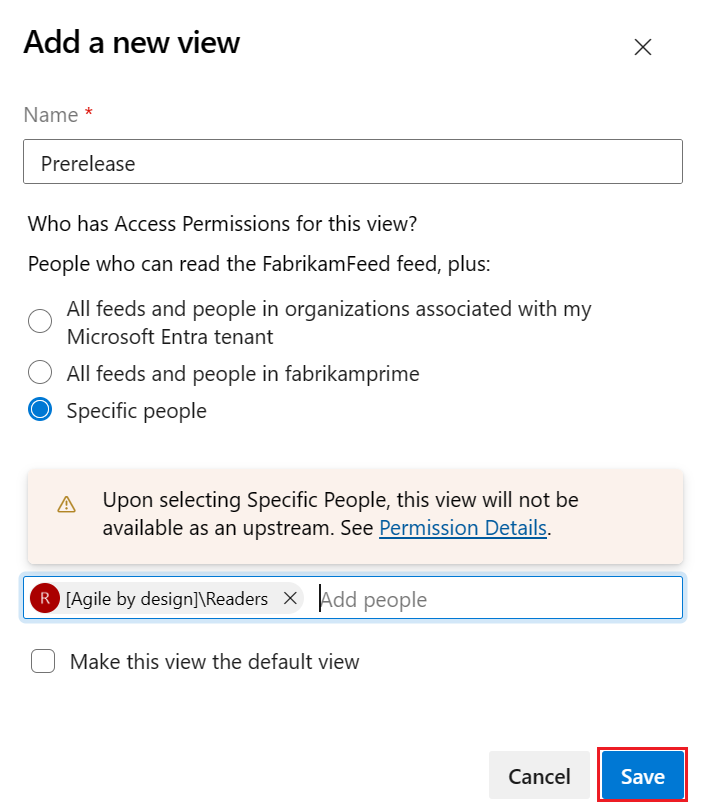 Add a new view
Name *
Prerelease
Who has Access Permissions for this view?
People who can read the FabrikamFeed feed, plus:
All feeds and people in organizations associated with my
Microsoft Entra tenant
All feeds and people in fabrikamprime
Specific people
Upon selecting Specific People, this view will not be
available as an upstream. See Permission Details.
R [Agile by design]\Readers Add people
Make this view the default view
Cancel Save